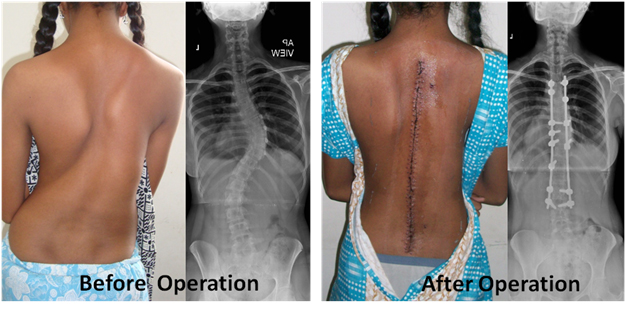 L
AP
VIEW
L
Before Operation
After Operation